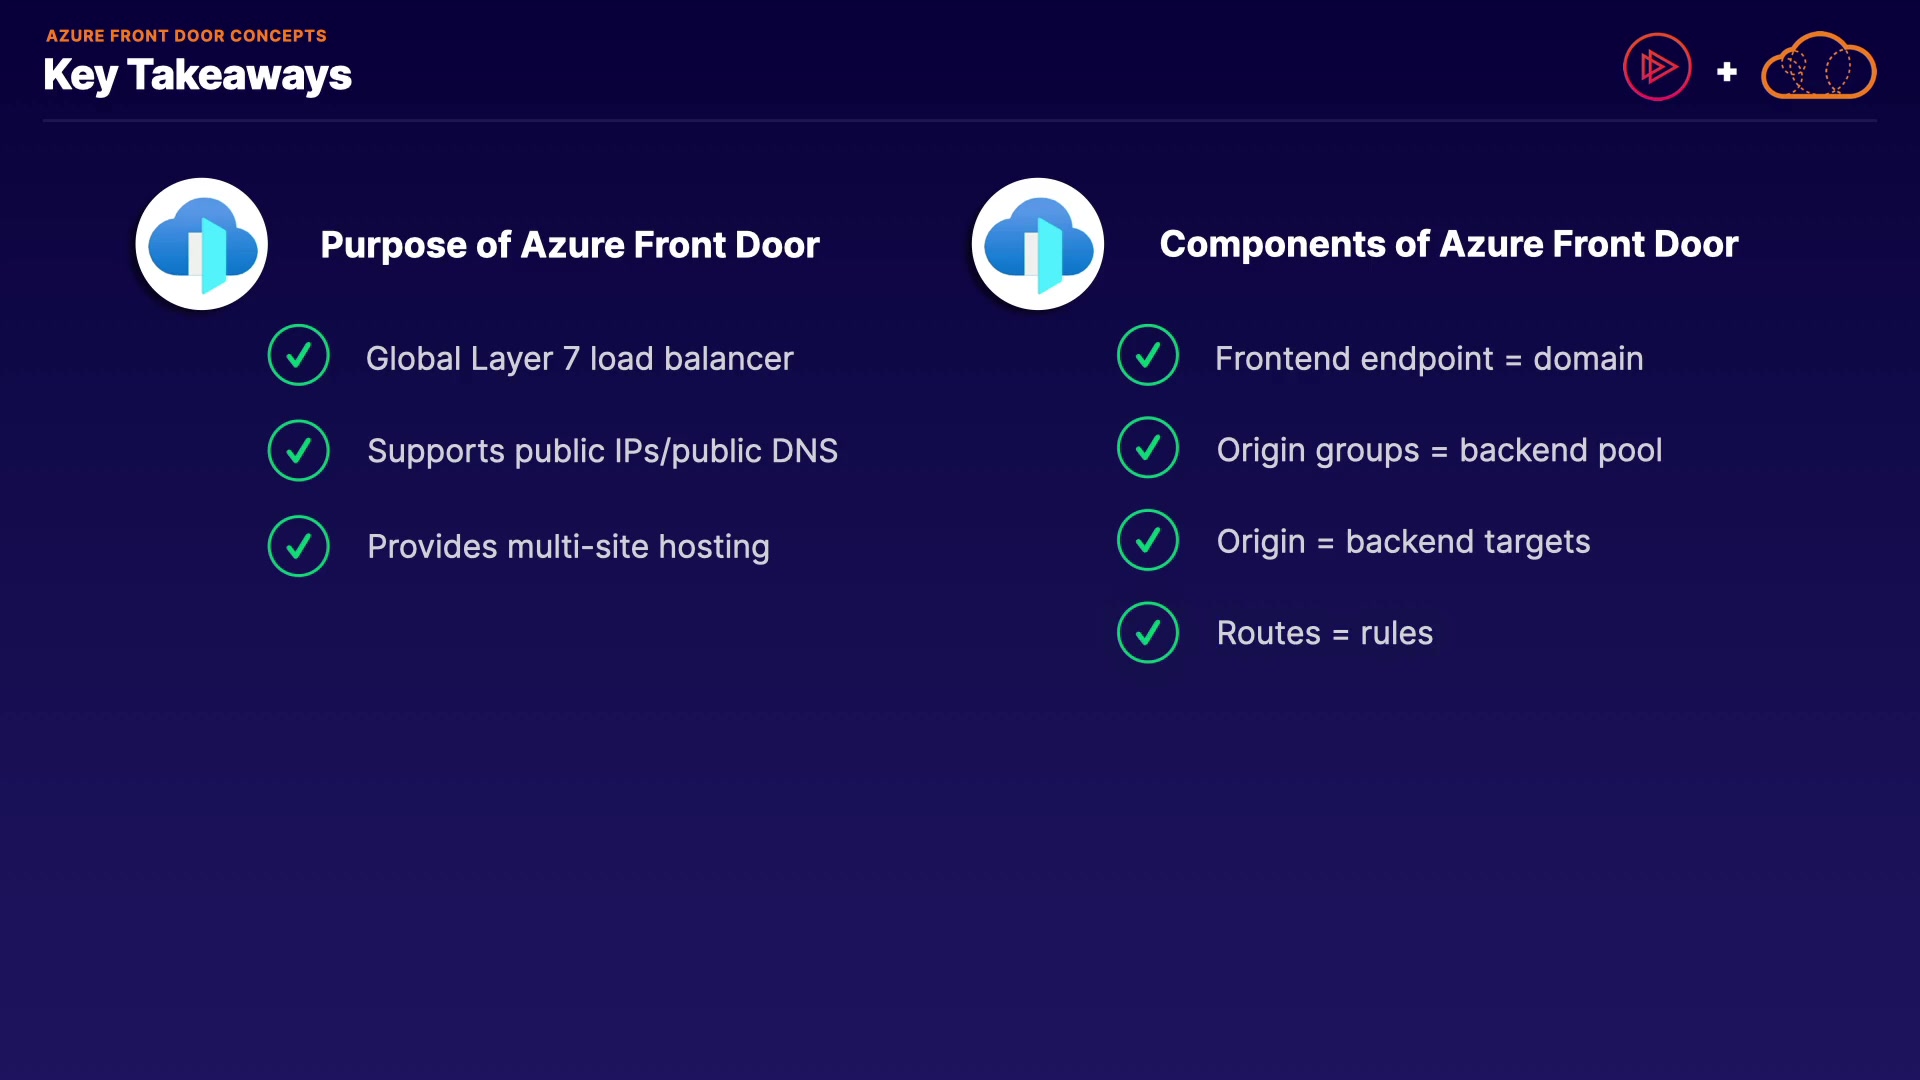 AZURE FRONT DOOR CONCEPTS
Key Takeaways
+
Purpose of Azure Front Door
Global Layer 7 load balancer
Supports public IPs/public DNS
Provides multi-site hosting
Components of Azure Front Door
Frontend endpoint = domain
Origin groups = backend pool
Origin = backend targets
Routes = rules